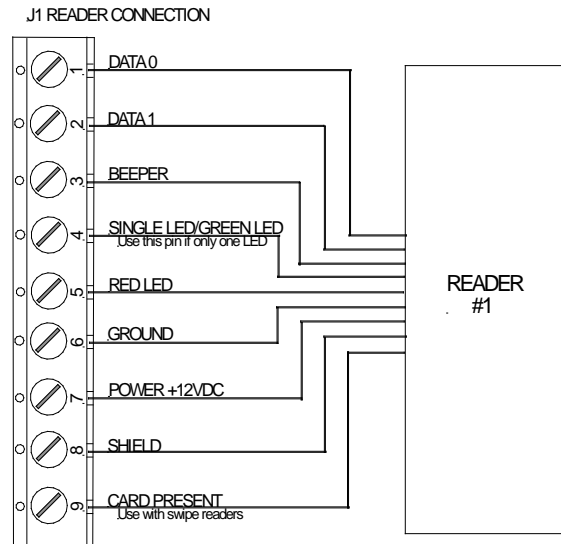 J1 READER CONNECTION
1 DATA 0
2 DATA 1
3 BEEPER
4 SINGLE LED/GREEN LED
Use this pin if only one LED
5 RED LED
6 GROUND
7 POWER +12VDC
8 SHIELD
9 CARD PRESENT
Use with swipe readers
READER
#1